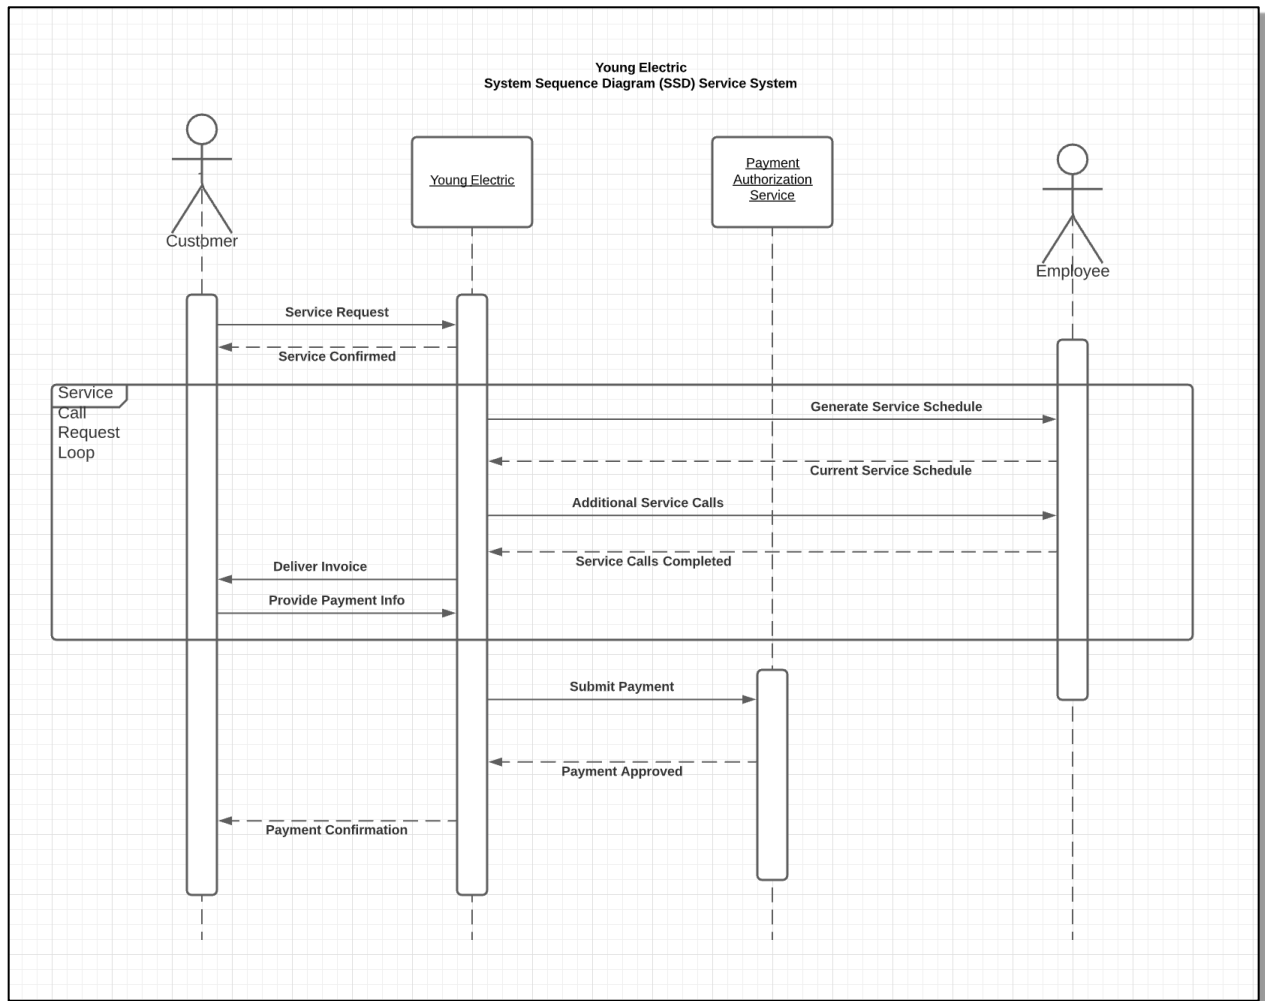 Young Electric
System Sequence Diagram (SSD) Service System
Customer
Young Electric
Payment
Authorization
Service
Employee
Service Request
Service Confirmed
Service
Call
Request
Loop
Generate Service Schedule
Current Service Schedule
Additional Service Calls
Service Calls Completed
Deliver Invoice
Provide Payment Info
Submit Payment
Payment Approved
Payment Confirmation